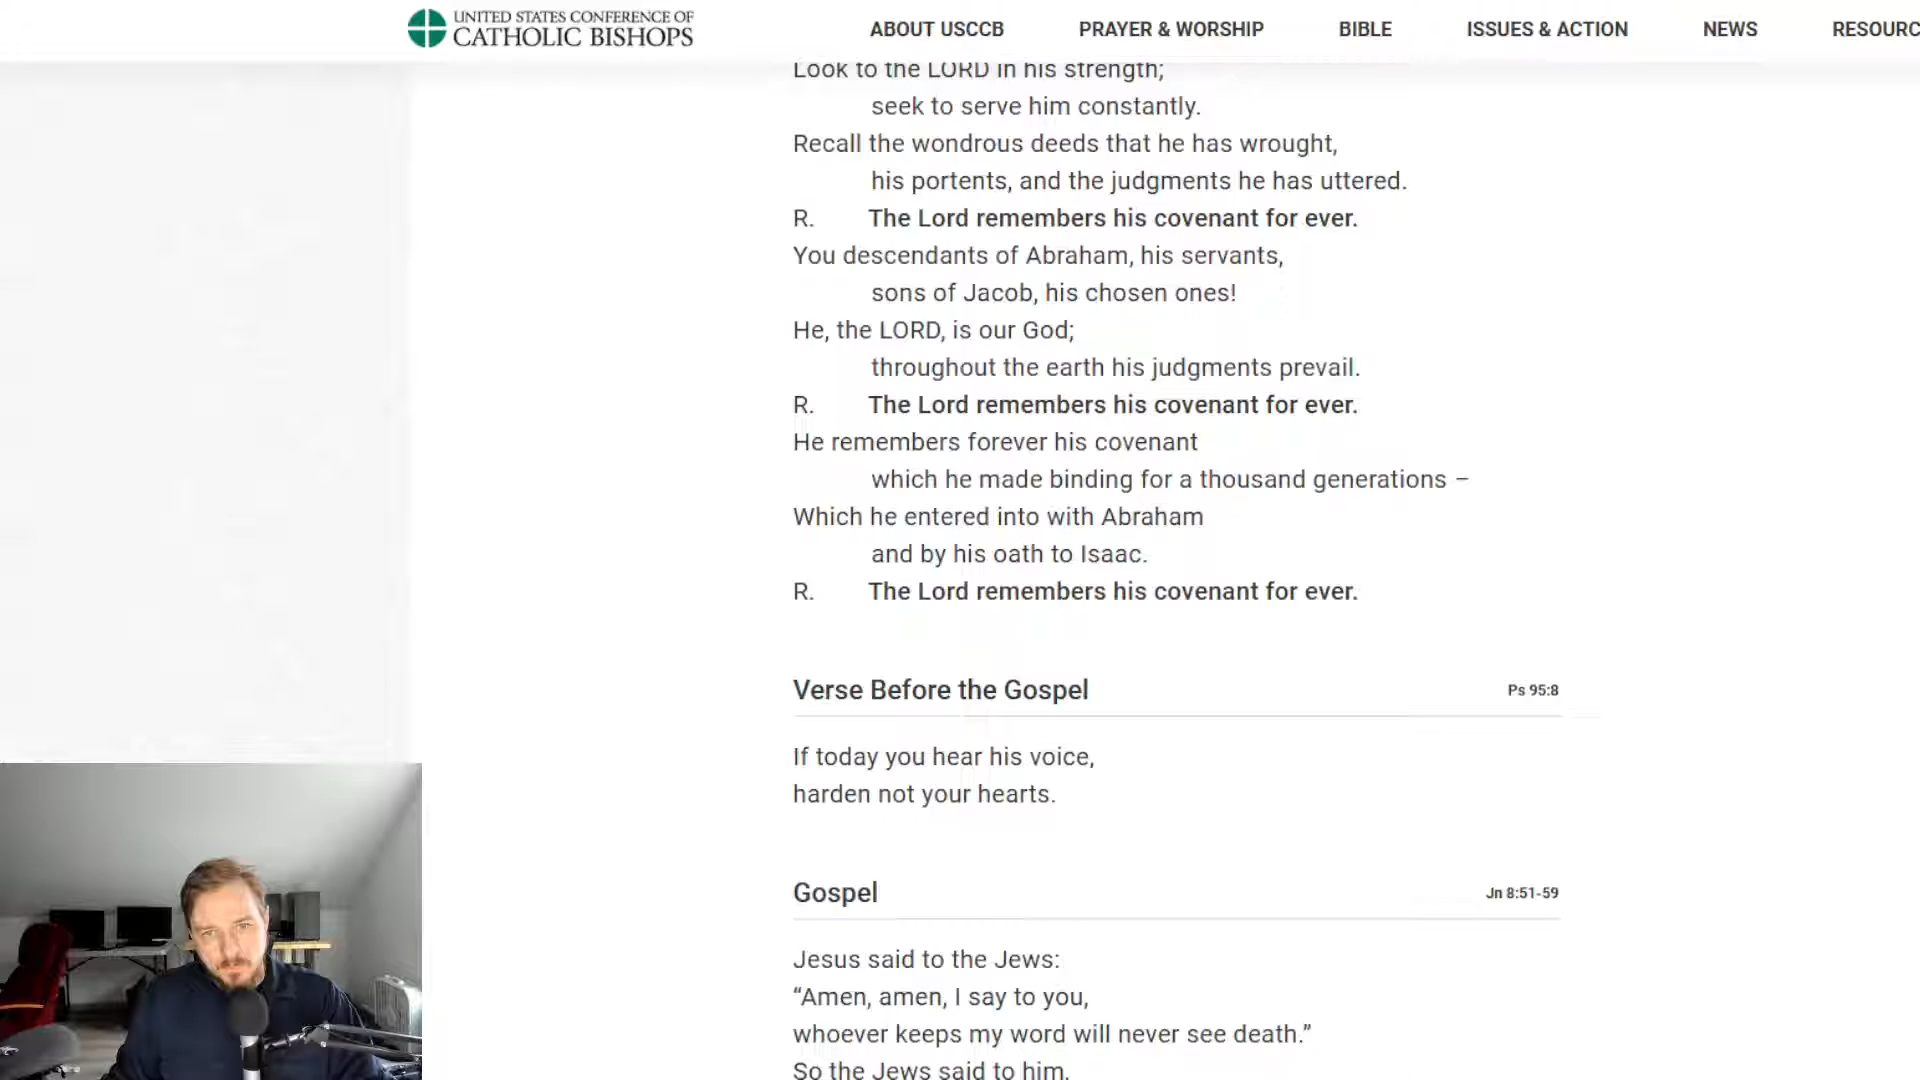 UNITED STATES CONFERENCE OF
CATHOLIC BISHOPS
ABOUT USCCB
PRAYER & WORSHIP
BIBLE
ISSUES & ACTION
NEWS
RESOURC
Look to the LORD in his strength;
seek to serve him constantly.
Recall the wondrous deeds that he has wrought,
his portents, and the judgments he has uttered.
R. The Lord remembers his covenant for ever.
You descendants of Abraham, his servants,
sons of Jacob, his chosen ones!
He, the LORD, is our God;
throughout the earth his judgments prevail.
R. The Lord remembers his covenant for ever.
He remembers forever his covenant
which he made binding for a thousand generations –
Which he entered into with Abraham
and by his oath to Isaac.
R. The Lord remembers his covenant for ever.
Verse Before the Gospel Ps 95:8
If today you hear his voice,
harden not your hearts.
Gospel Jn 8:51-59
Jesus said to the Jews:
“Amen, amen, I say to you,
whoever keeps my word will never see death.”
So the Jews said to him,